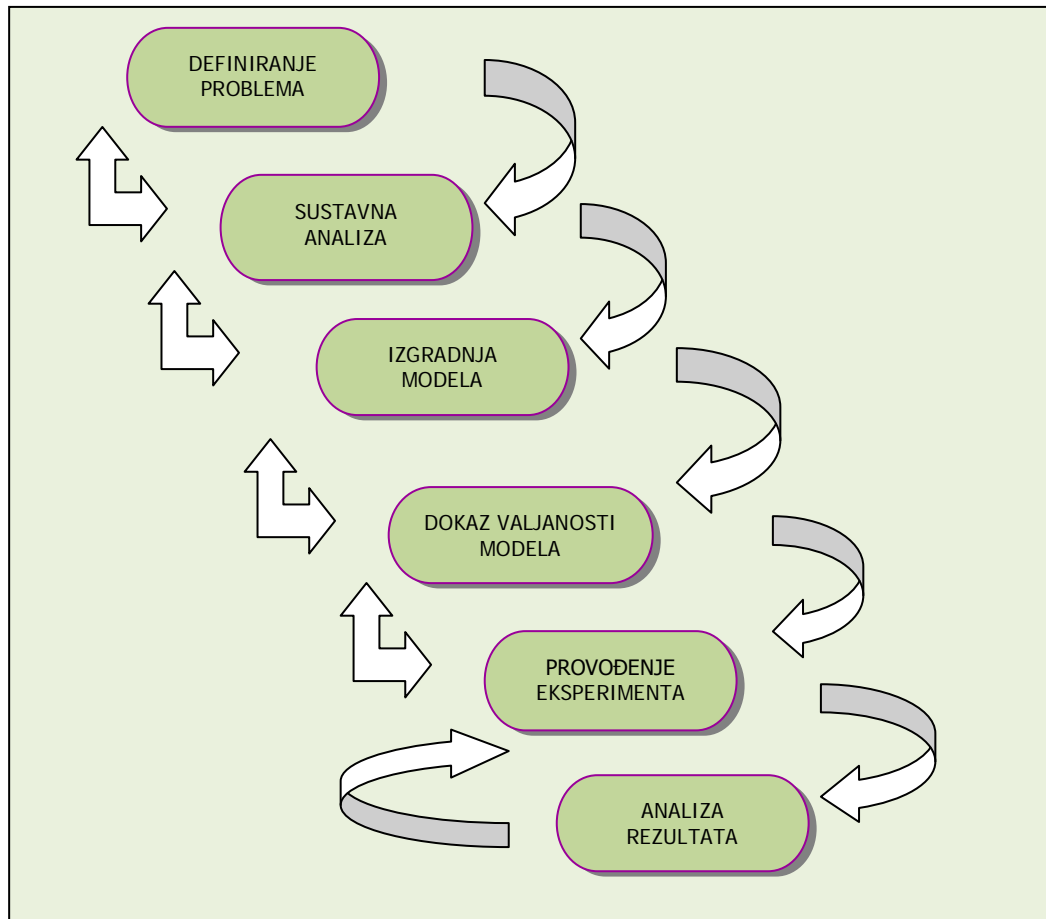 DEFINIRANJE
PROBLEMA
SUSTAVNA
ANALIZA
IZGRADNJA
MODELA
DOKAZ VALJANOSTI
MODELA
PROVOĐENJE
EKSPERIMENTA
ANALIZA
REZULTATA